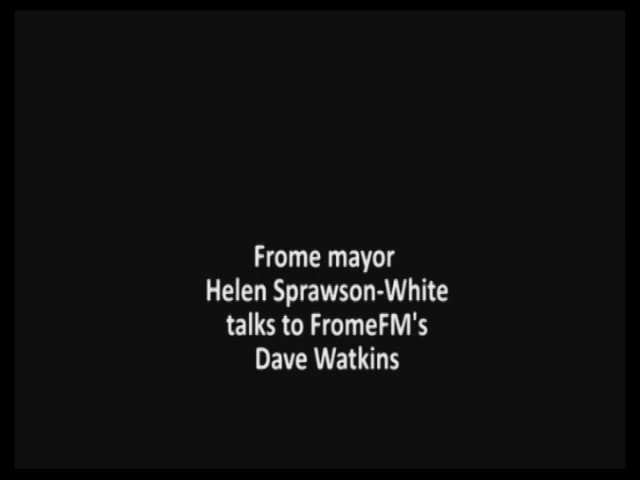 Frome mayor
Helen Sprawson-White
talks to FromeFM's
Dave Watkins